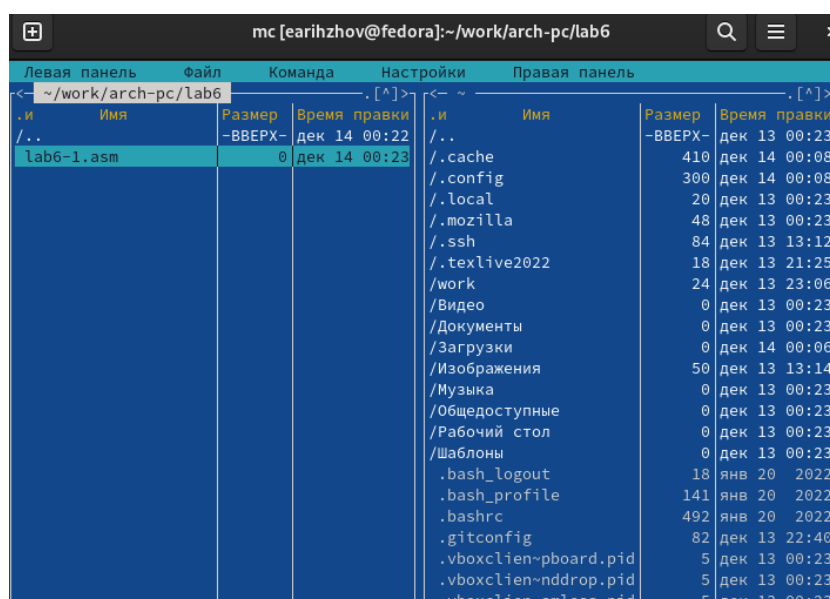 mc [earihzhov@fedora]:~/work/arch-pc/lab6
Левая панель Файл Команда Настройки Правая панель
<— ~/work/arch-pc/lab6 .[^]> <— ~ .[^]>
.и Имя Размер Время правки .и Имя Размер Время правки
/.. -ВВЕРХ- дек 14 00:22 /.. -ВВЕРХ- дек 13 00:23
lab6-1.asm 0 дек 14 00:23 /.cache 410 дек 14 00:08
/.config 300 дек 14 00:08
/.local 20 дек 13 00:23
/.mozilla 48 дек 13 00:23
/.ssh 84 дек 13 13:12
/.texlive2022 18 дек 13 21:25
/work 24 дек 13 23:06
/Видео 0 дек 13 00:23
/Документы 0 дек 13 00:23
/Загрузки 0 дек 14 00:06
/Изображения 50 дек 13 13:14
/Музыка 0 дек 13 00:23
/Общедоступные 0 дек 13 00:23
/Рабочий стол 0 дек 13 00:23
/Шаблоны 0 дек 13 00:23
.bash_logout 18 янв 20 2022
.bash_profile 141 янв 20 2022
.bashrc 492 янв 20 2022
.gitconfig 82 дек 13 22:40
.vboxclien~pboard.pid 5 дек 13 00:23
.vboxclien~nddrop.pid 5 дек 13 00:23